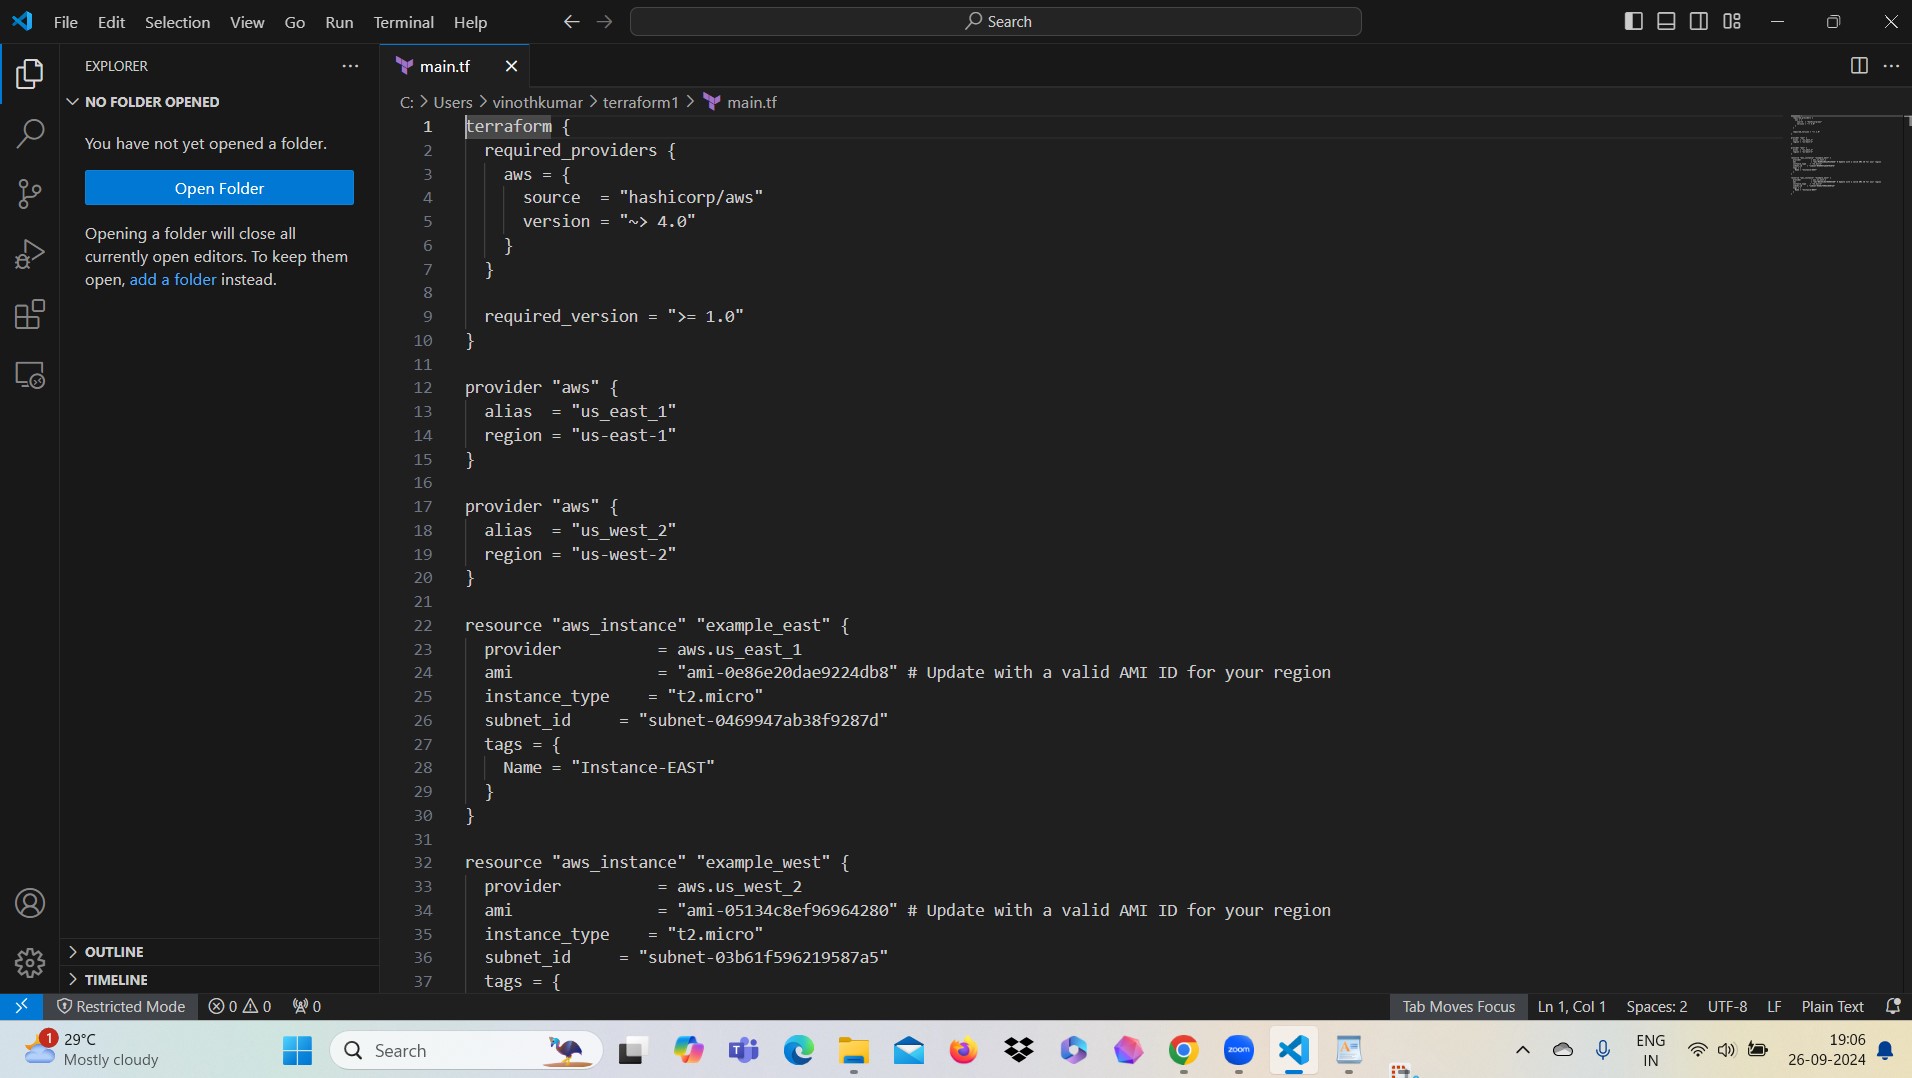 File Edit Selection View Go Run Terminal Help
Search
EXPLORER
NO FOLDER OPENED
You have not yet opened a folder.
Open Folder
Opening a folder will close all
currently open editors. To keep them
open, add a folder instead.
OUTLINE
TIMELINE
main.tf
C: > Users > vinothkumar > terraform1 > main.tf
1 terraform {
2 required_providers {
3 aws = {
4 source  = "hashicorp/aws"
5 version = "~> 4.0"
6 }
7 }
8
9 required_version = ">= 1.0"
10 }
11
12 provider "aws" {
13 alias  = "us_east_1"
14 region = "us-east-1"
15 }
16
17 provider "aws" {
18 alias  = "us_west_2"
19 region = "us-west-2"
20 }
21
22 resource "aws_instance" "example_east" {
23 provider          = aws.us_east_1
24 ami               = "ami-0e86e20dae9224db8" # Update with a valid AMI ID for your region
25 instance_type    = "t2.micro"
26 subnet_id     = "subnet-0469947ab38f9287d"
27 tags = {
28 Name = "Instance-EAST"
29 }
30 }
31
32 resource "aws_instance" "example_west" {
33 provider          = aws.us_west_2
34 ami               = "ami-05134c8ef96964280" # Update with a valid AMI ID for your region
35 instance_type    = "t2.micro"
36 subnet_id     = "subnet-03b61f596219587a5"
37 tags = {
Restricted Mode 0 0 0 Tab Moves Focus Ln 1, Col 1 Spaces: 2 UTF-8 LF Plain Text
1 29°C
Mostly cloudy
Search
zoom
ENG
IN
19:06
26-09-2024